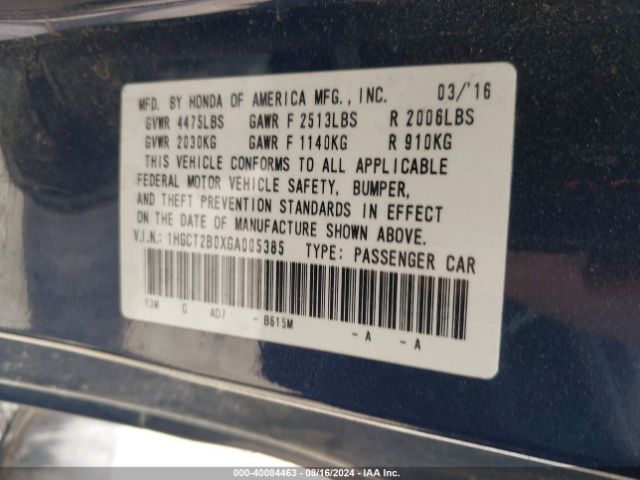 MFD. BY HONDA OF AMERICA MFG., INC. 03/'16
GVWR 4475LBS GAWR F 2513LBS R 2006LBS
GVWR 2030KG GAWR F 1140KG R 910KG
THIS VEHICLE CONFORMS TO ALL APPLICABLE
FEDERAL MOTOR VEHICLE SAFETY, BUMPER,
AND THEFT PREVENTION STANDARDS IN EFFECT
ON THE DATE OF MANUFACTURE SHOWN ABOVE.
V.I.N.: 1HGCT2B0XGA005385 TYPE: PASSENGER CAR
G AD7 - B615M - A - A
000-40084463 - 08/16/2024 - IAA Inc.